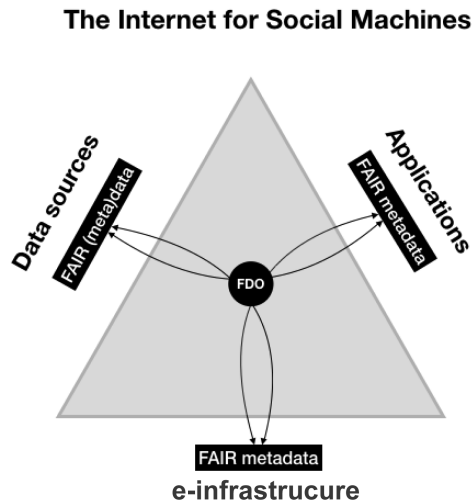 The Internet for Social Machines
Data sources
FAIR (meta)data
Applications
FAIR metadata
FDO
FAIR metadata
e-infrastrucure